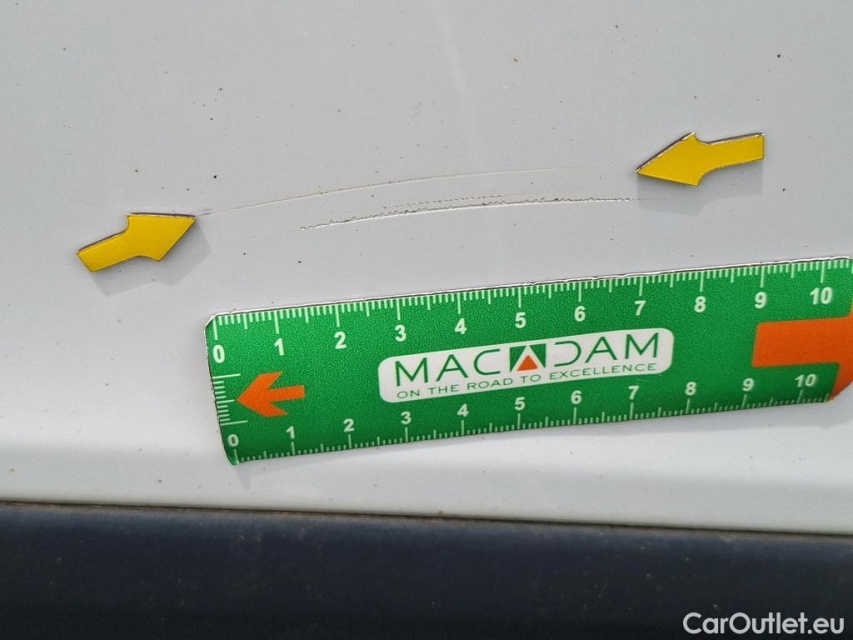 0 1 2 3 4 5 6 7 8 9 10
MACADAM
ON THE ROAD TO EXCELLENCE
0 1 2 3 4 5 6 7 8 9 10
CarOutlet.eu